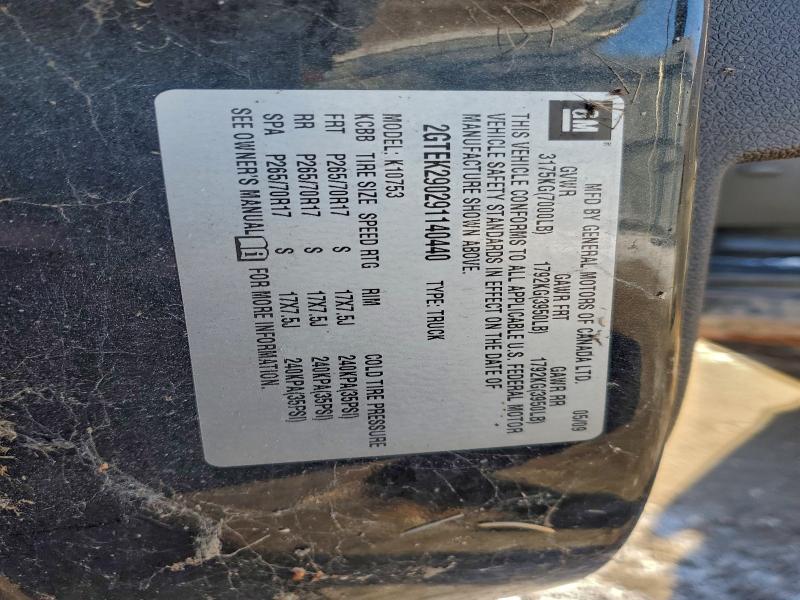 GM
MFD BY GENERAL MOTORS OF CANADA LTD. 05/09
GVWR GAWR FRT GAWR RR
3175KG(7000LB) 1792KG(3950LB) 1792KG(3950LB)
THIS VEHICLE CONFORMS TO ALL APPLICABLE U.S. FEDERAL MOTOR
VEHICLE SAFETY STANDARDS IN EFFECT ON THE DATE OF
MANUFACTURE SHOWN ABOVE.
2GTEK290291140440 TYPE: TRUCK
MODEL: K10753
KOBB TIRE SIZE SPEED RTG RIM COLD TIRE PRESSURE
FRT P265/70R17 S 17X7.5J 240KPA(35PSI)
RR P265/70R17 S 17X7.5J 240KPA(35PSI)
SPA P265/70R17 S 17X7.5J 240KPA(35PSI)
SEE OWNER'S MANUAL FOR MORE INFORMATION.